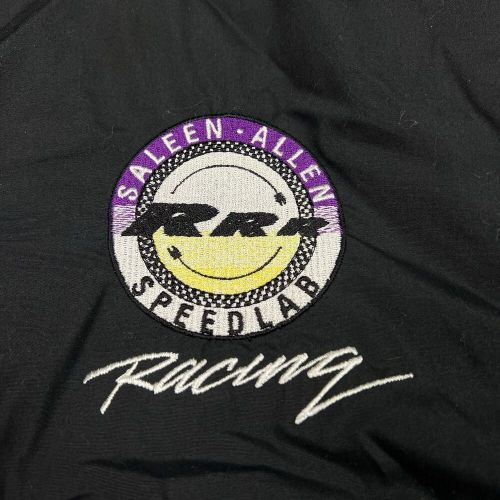 SALEEN · ALLEN
RRR
SPEEDLAB
Racing